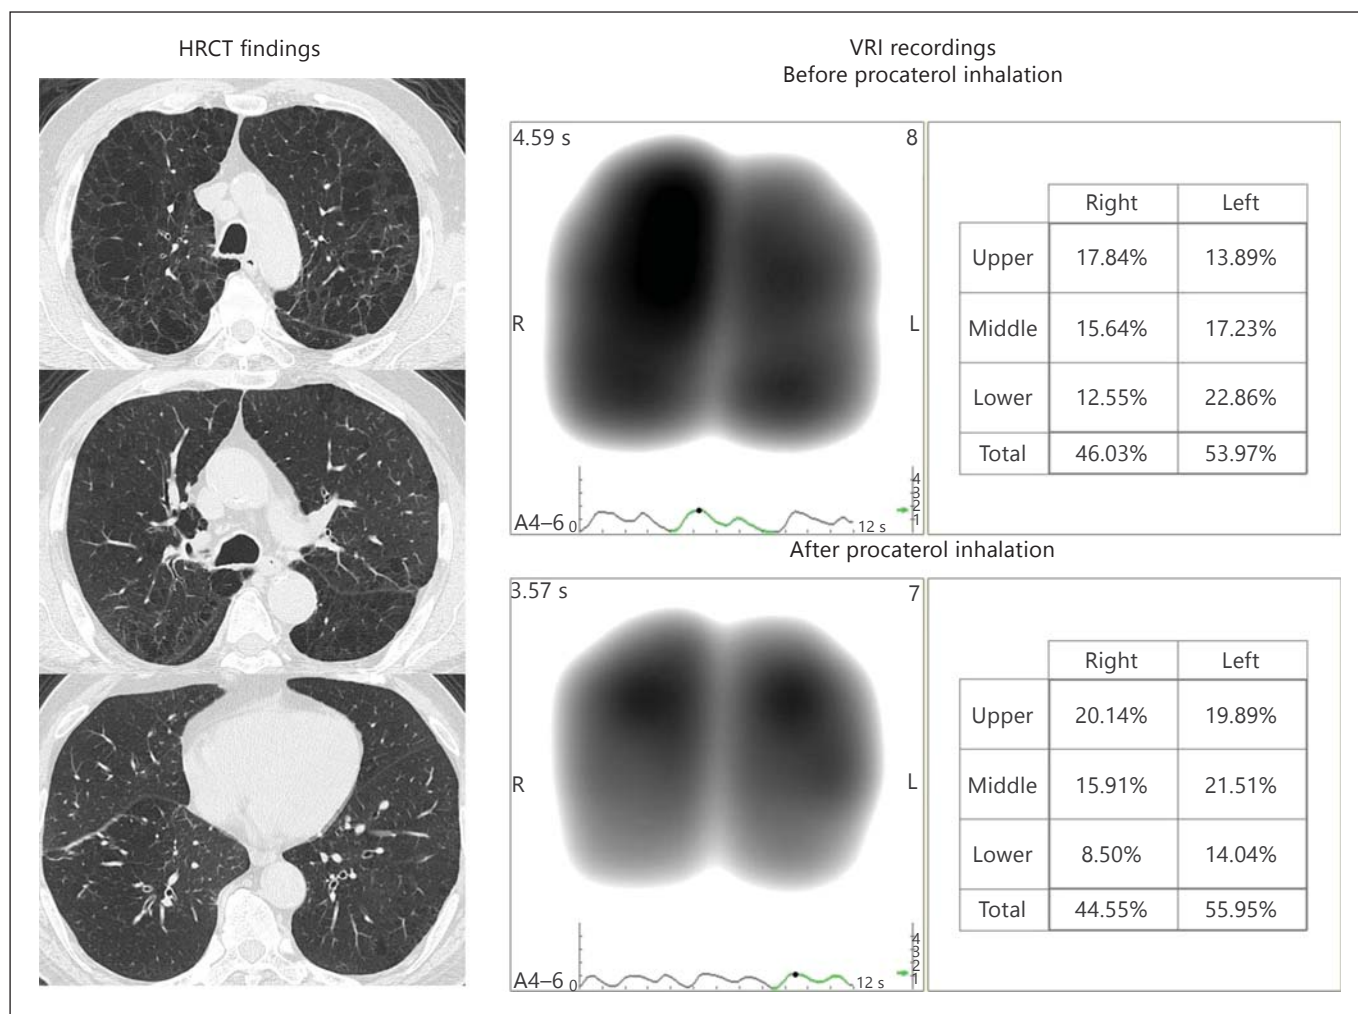 HRCT findings
VRI recordings
Before procaterol inhalation
4.59 s
8
R
L
A4–6
0
12 s
4
3
2
1
Right Left
Upper 17.84% 13.89%
Middle 15.64% 17.23%
Lower 12.55% 22.86%
Total 46.03% 53.97%
After procaterol inhalation
3.57 s
7
R
L
A4–6
0
12 s
4
3
2
1
Right Left
Upper 20.14% 19.89%
Middle 15.91% 21.51%
Lower 8.50% 14.04%
Total 44.55% 55.95%